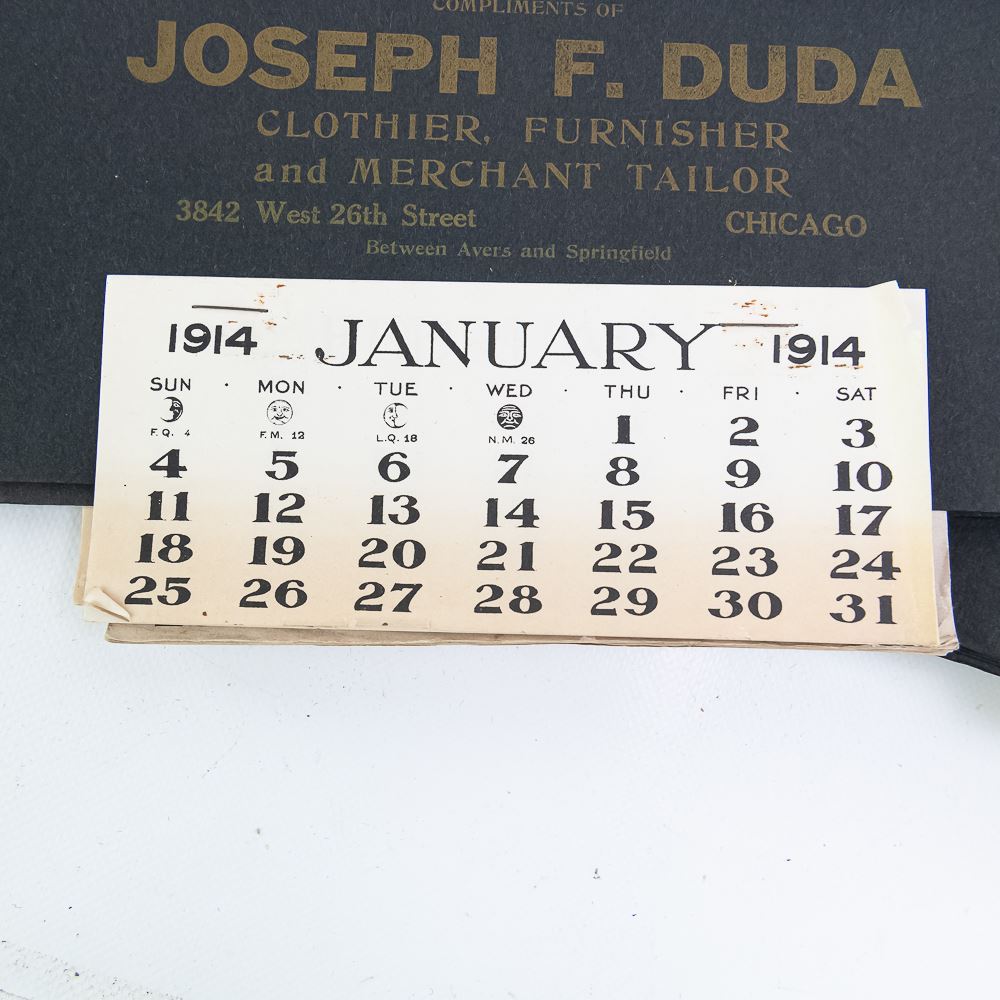 COMPLIMENTS OF
JOSEPH F. DUDA
CLOTHIER, FURNISHER
and MERCHANT TAILOR
3842 West 26th Street CHICAGO
Between Avers and Springfield
1914 JANUARY 1914
SUN · MON · TUE · WED · THU · FRI · SAT
F.Q. 4 F.M. 12 L.Q. 18 N.M. 26 1 2 3
4 5 6 7 8 9 10
11 12 13 14 15 16 17
18 19 20 21 22 23 24
25 26 27 28 29 30 31